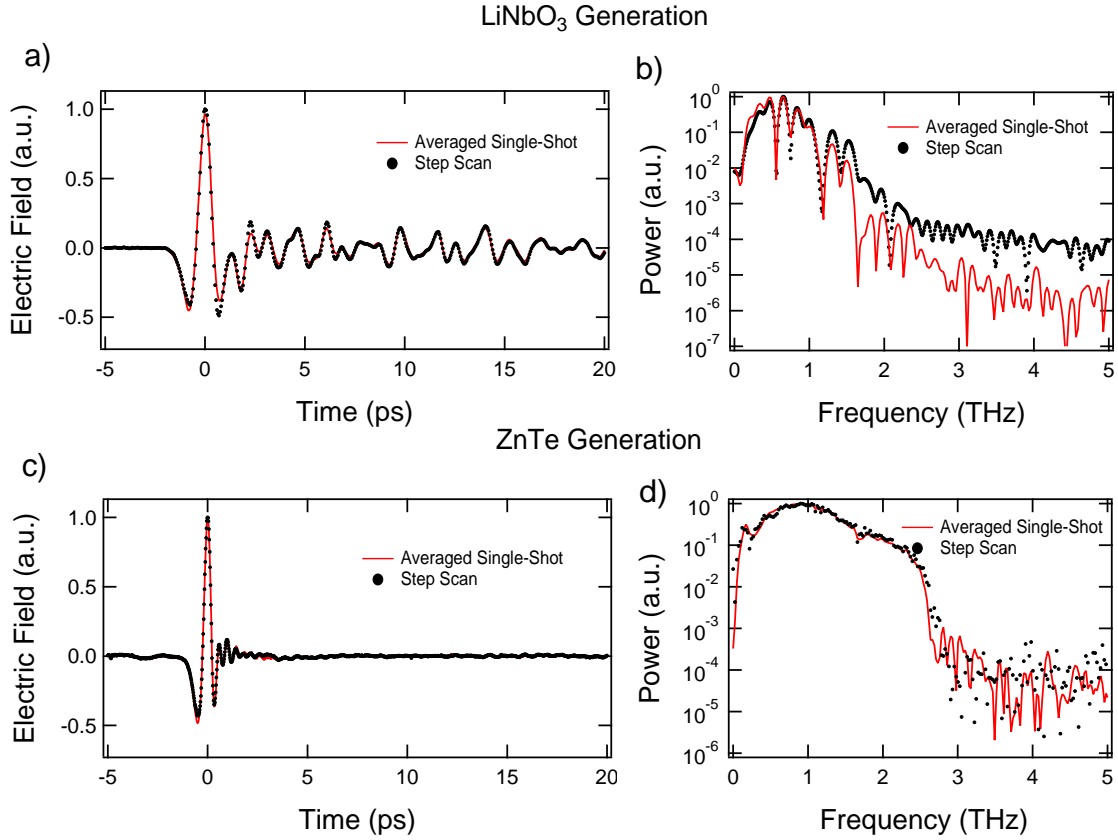 LiNbO3 Generation
a)
1.0
0.5
0.0
-0.5
Electric Field (a.u.)
Averaged Single-Shot
Step Scan
-5 0 5 10 15 20
Time (ps)
b)
10^0
10^-1
10^-2
10^-3
10^-4
10^-5
10^-6
10^-7
Power (a.u.)
Averaged Single-Shot
Step Scan
0 1 2 3 4 5
Frequency (THz)
ZnTe Generation
c)
1.0
0.5
0.0
-0.5
Electric Field (a.u.)
Averaged Single-Shot
Step Scan
-5 0 5 10 15 20
Time (ps)
d)
10^0
10^-1
10^-2
10^-3
10^-4
10^-5
10^-6
Power (a.u.)
Averaged Single-Shot
Step Scan
0 1 2 3 4 5
Frequency (THz)